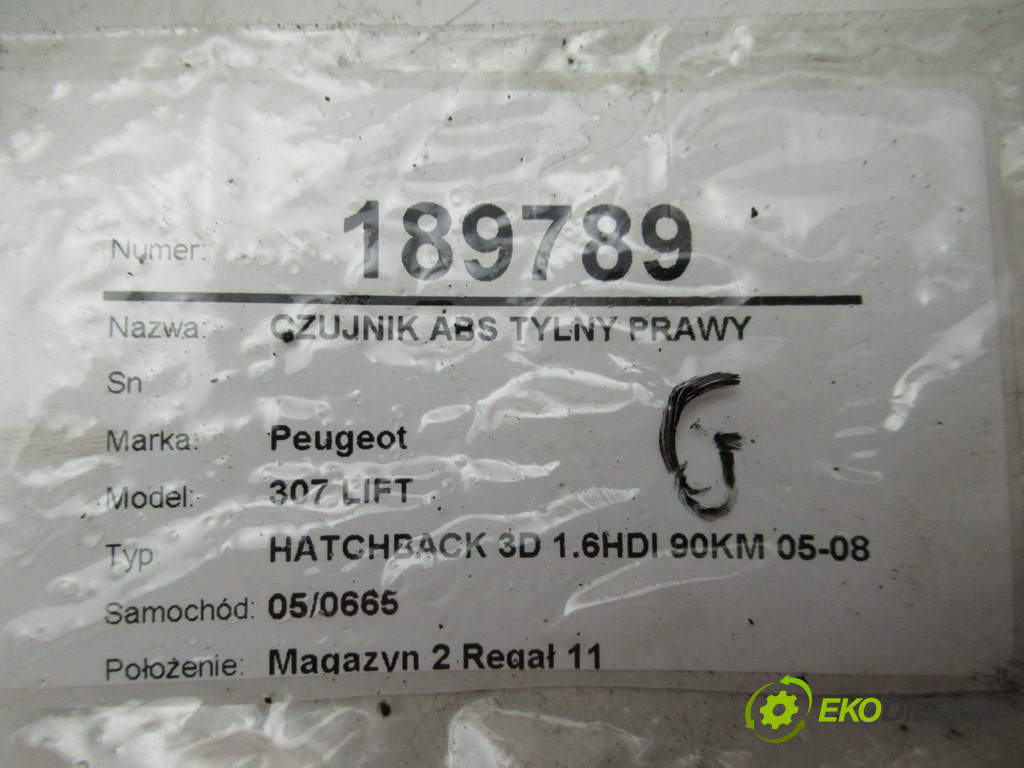 Numer: 189789
Nazwa: CZUJNIK ABS TYLNY PRAWY
Sn
Marka: Peugeot
G
Model: 307 LIFT
Typ HATCHBACK 3D 1.6HDI 90KM 05-08
Samochód: 05/0665
Położenie: Magazyn 2 Regał 11